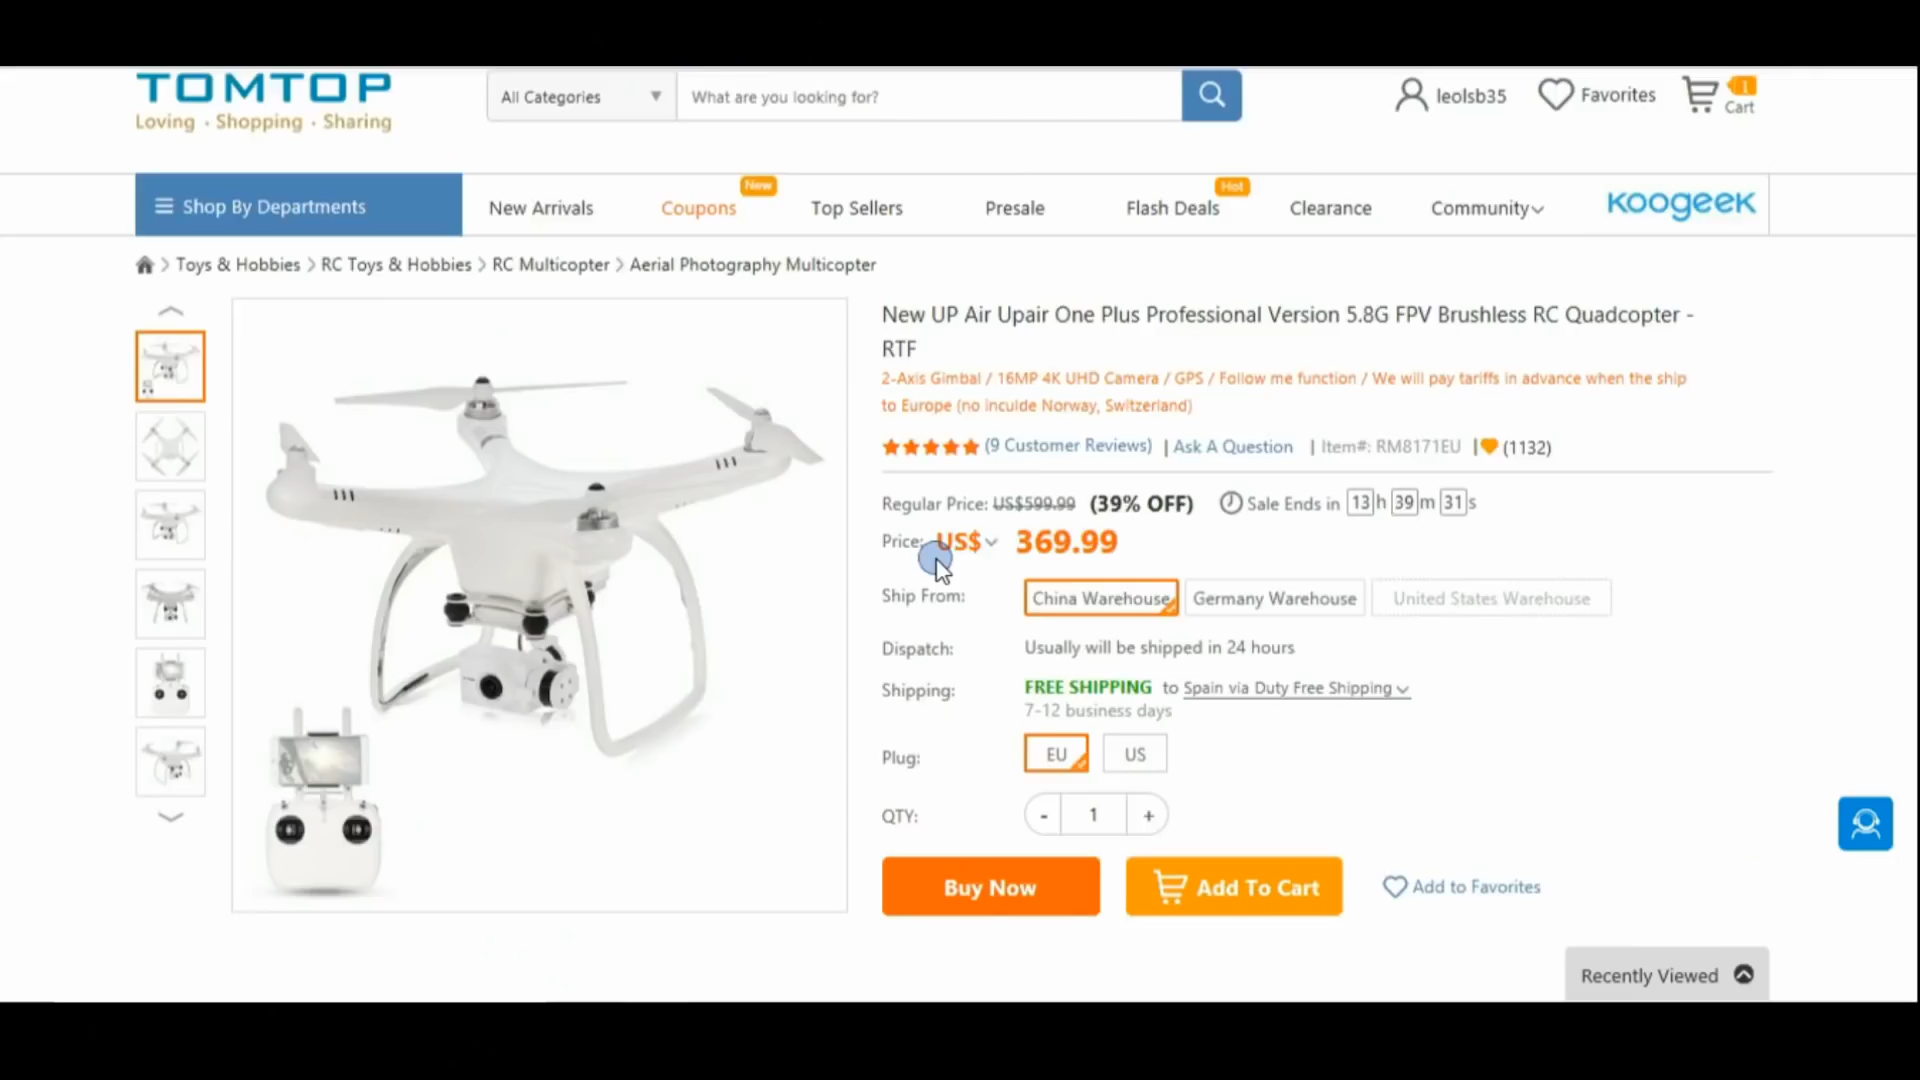 TOMTOP
Loving · Shopping · Sharing
All Categories
What are you looking for?
leolsb35
Favorites
1
Cart
Shop By Departments
New Arrivals
Coupons
New
Top Sellers
Presale
Flash Deals
Hot
Clearance
Community
KOOGEEK
Toys & Hobbies > RC Toys & Hobbies > RC Multicopter > Aerial Photography Multicopter
New UP Air Upair One Plus Professional Version 5.8G FPV Brushless RC Quadcopter -
RTF
2-Axis Gimbal / 16MP 4K UHD Camera / GPS / Follow me function / We will pay tariffs in advance when the ship
to Europe (no inculde Norway, Switzerland)
(9 Customer Reviews) | Ask A Question | Item#: RM8171EU | (1132)
Regular Price: US$599.99 (39% OFF) Sale Ends in 13 h 39 m 31 s
Price: US$ 369.99
Ship From: China Warehouse Germany Warehouse United States Warehouse
Dispatch: Usually will be shipped in 24 hours
Shipping: FREE SHIPPING to Spain via Duty Free Shipping
7-12 business days
Plug: EU US
QTY: - 1 +
Buy Now
Add To Cart
Add to Favorites
Recently Viewed